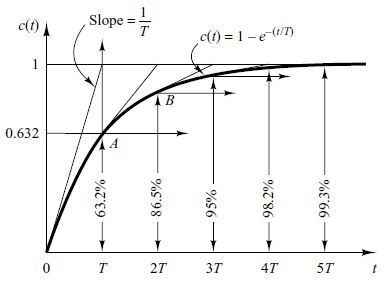 c(t)
Slope = 1/T
c(t) = 1 – e^–(t/T)
1
B
0.632
A
63.2%
86.5%
95%
98.2%
99.3%
0
T
2T
3T
4T
5T
t